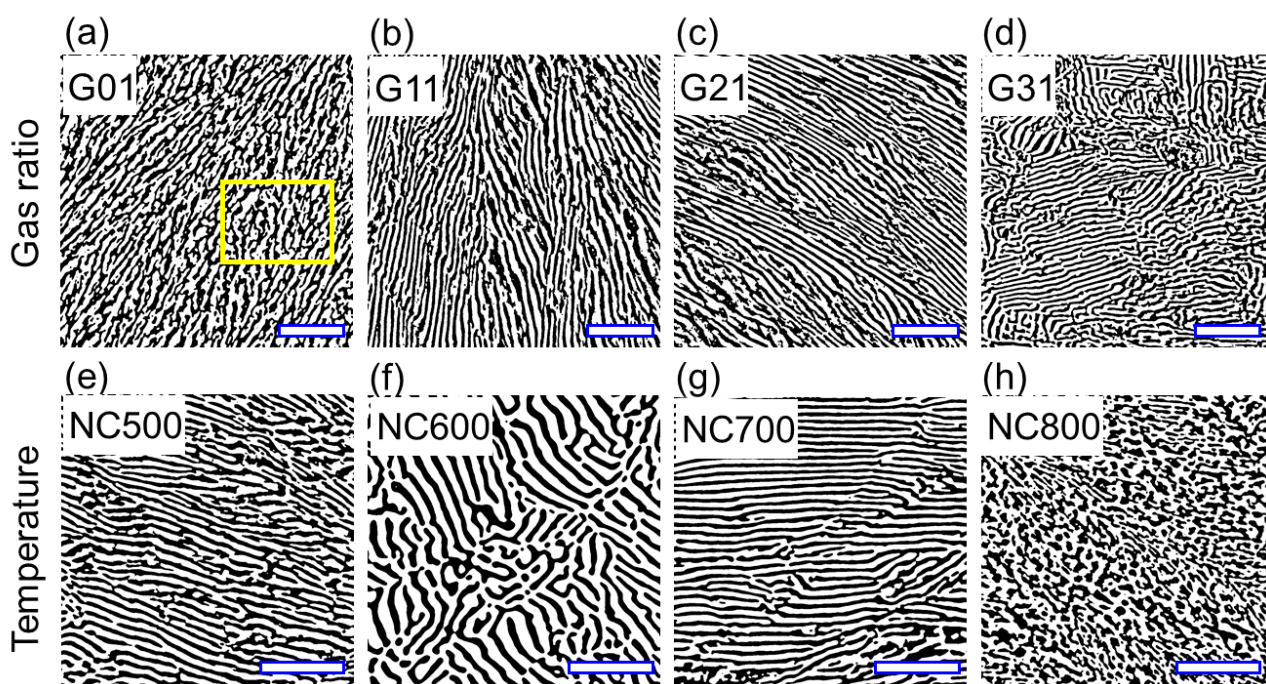 (a) (b) (c) (d)
G01 G11 G21 G31
Gas ratio
(e) (f) (g) (h)
NC500 NC600 NC700 NC800
Temperature